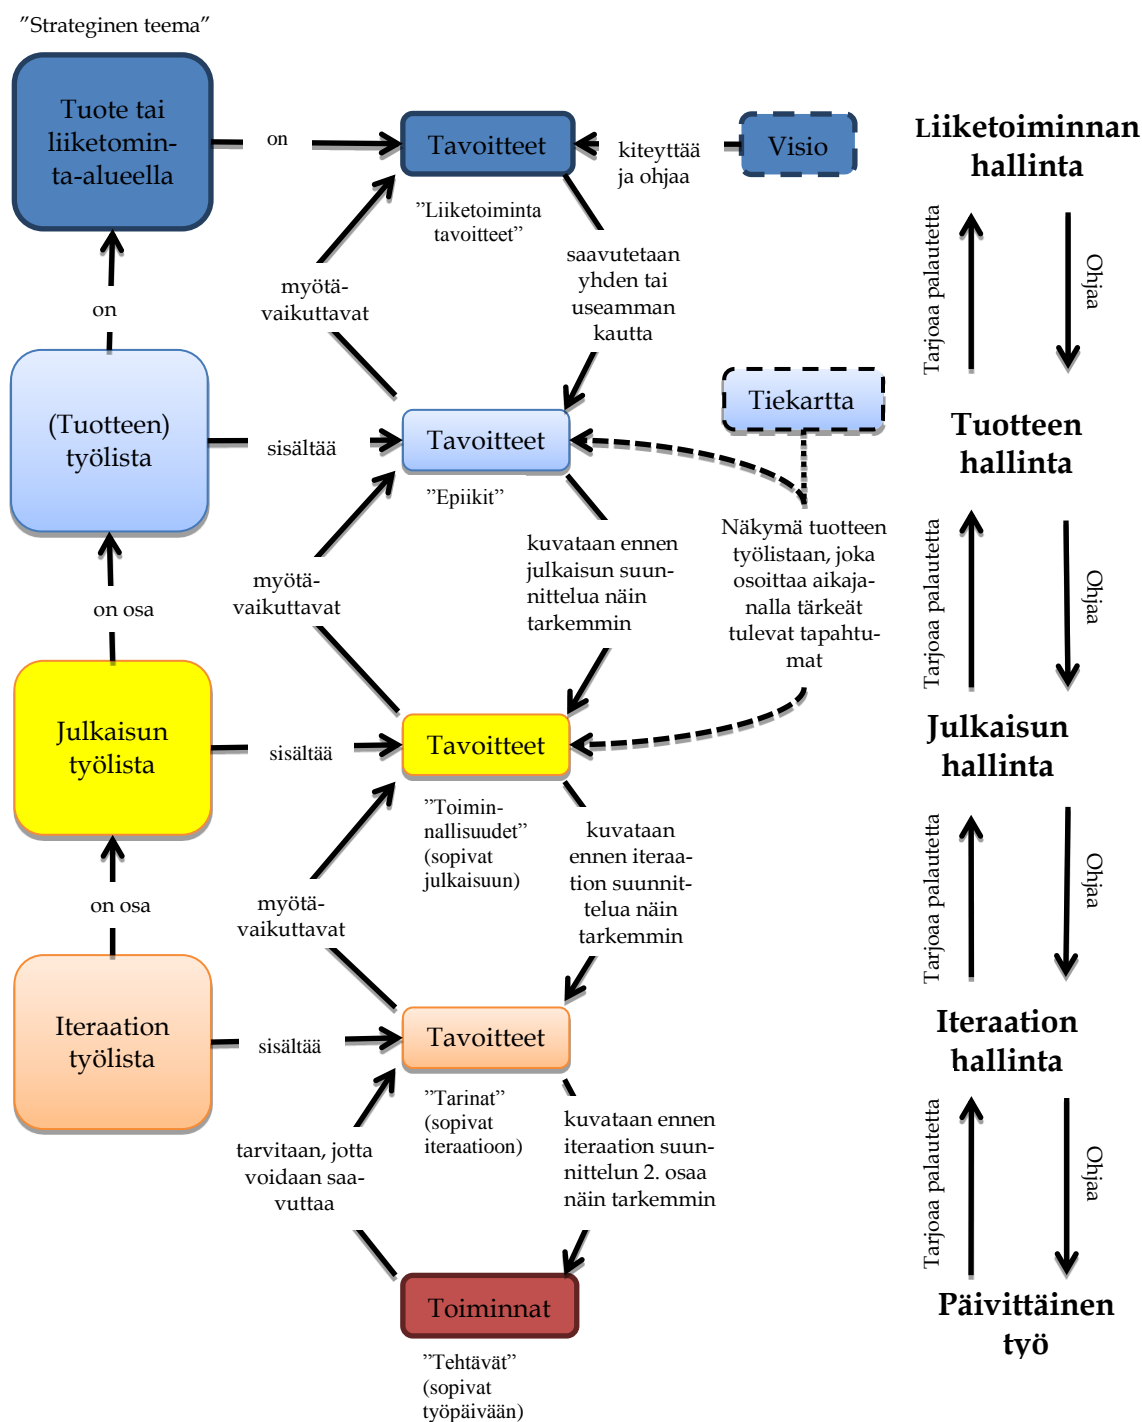 ”Strateginen teema”
Tuote tai
liiketomin-
ta-alueella
on
Tavoitteet
kiteyttää
ja ohjaa
Visio
Liiketoiminnan
hallinta
”Liiketoiminta
tavoitteet”
myötä-
vaikuttavat
saavutetaan
yhden tai
useamman
kautta
Tarjoaa palautetta
Ohjaa
on
(Tuotteen)
työlista
sisältää
Tavoitteet
Tiekartta
Tuotteen
hallinta
”Epiikit”
on osa
myötä-
vaikuttavat
kuvataan ennen
julkaisun suun-
nittelua näin
tarkemmin
Näkymä tuotteen
työlistaan, joka
osoittaa aikaja-
nalla tärkeät
tulevat tapahtu-
mat
Tarjoaa palautetta
Ohjaa
Julkaisun
työlista
sisältää
Tavoitteet
Julkaisun
hallinta
”Toimin-
nallisuudet”
(sopivat
julkaisuun)
on osa
myötä-
vaikuttavat
kuvataan
ennen iteraa-
tion suunnit-
telua näin
tarkemmin
Tarjoaa palautetta
Ohjaa
Iteraation
työlista
sisältää
Tavoitteet
Iteraation
hallinta
”Tarinat”
(sopivat
iteraatioon)
tarvitaan, jotta
voidaan saa-
vuttaa
kuvataan ennen
iteraation suun-
nittelun 2. osaa
näin tarkemmin
Tarjoaa palautetta
Ohjaa
Toiminnat
Päivittäinen
työ
”Tehtävät”
(sopivat
työpäivään)